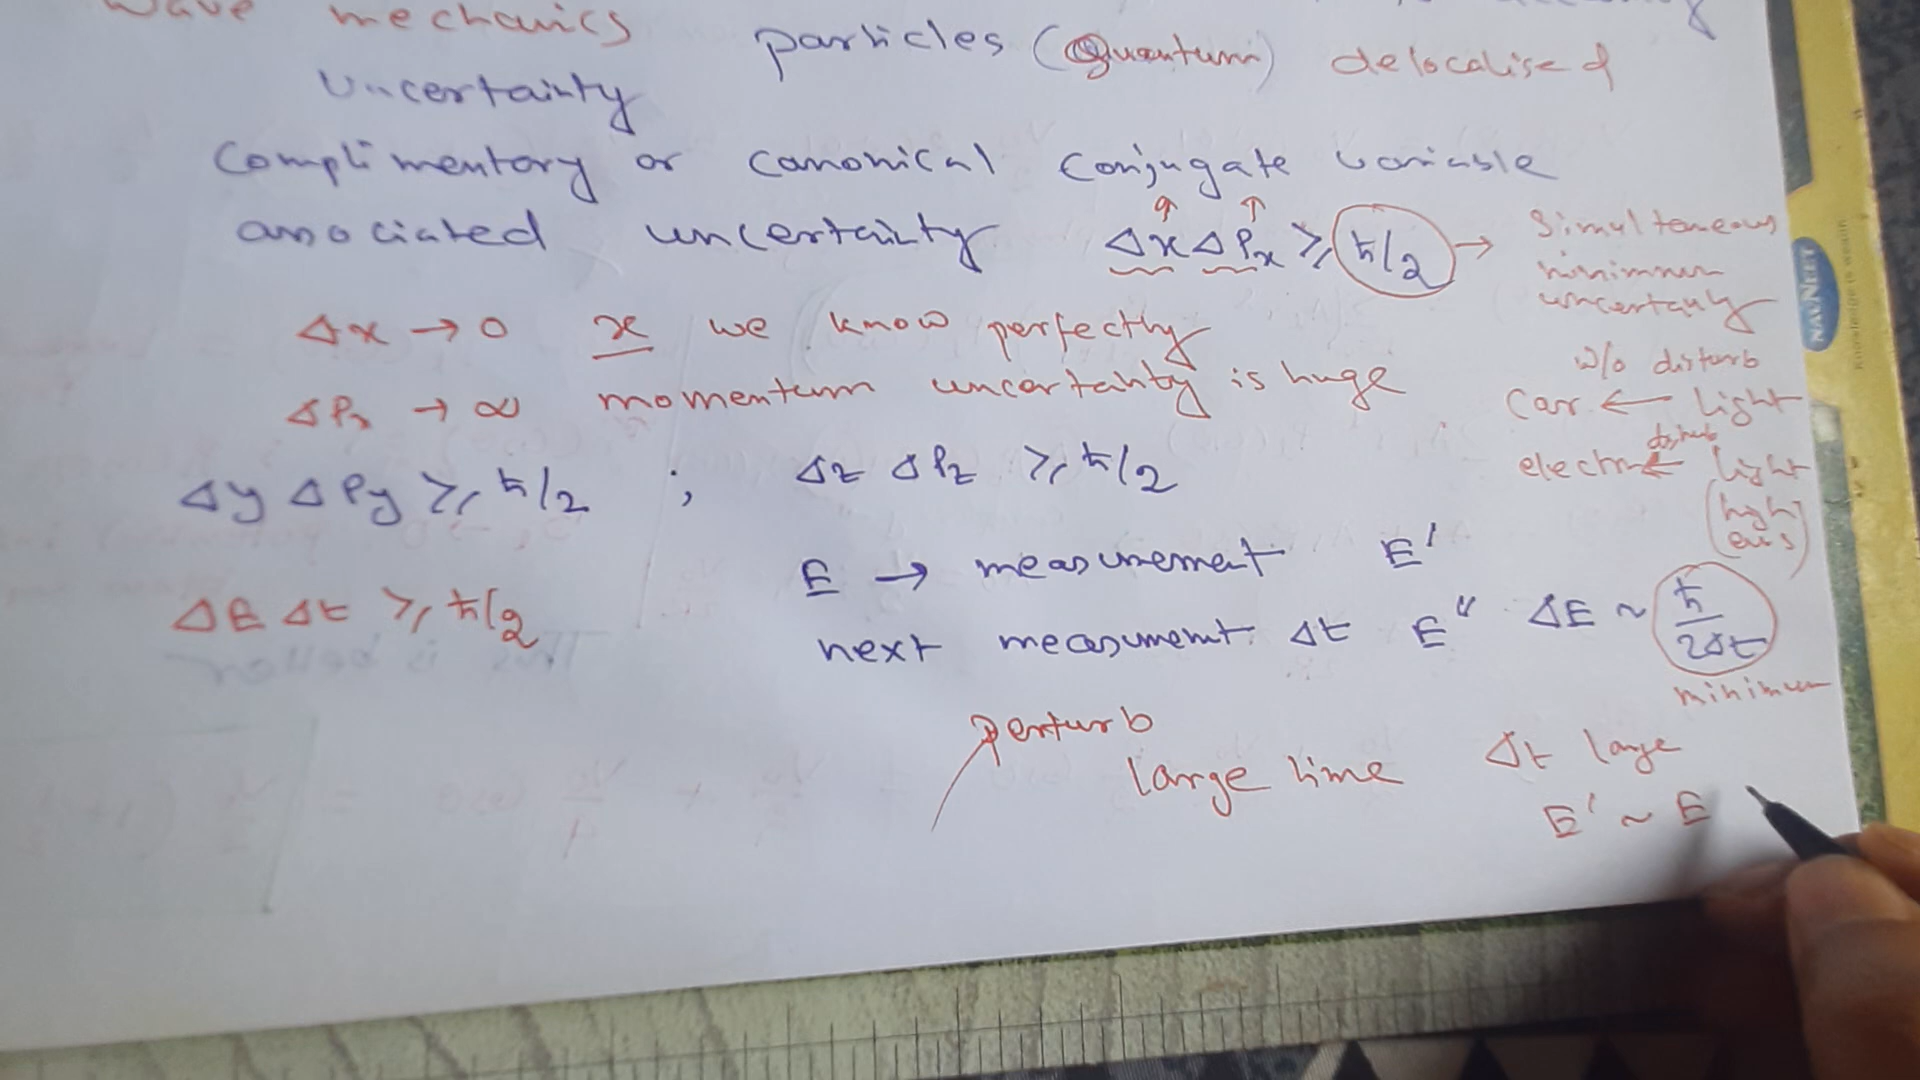 wave mechanics
particles (Quantum) delocalised
Uncertainty
Complimentory or canonical conjugate variable
associated uncertainty Δx ΔPx ⩾ ħ/2 → Simultaneous
minimum
uncertainty
Δx → 0 x we know perfectly
ΔPx → ∞ momentum uncertainty is huge
w/o disturb
Car ← light
disturb
electron ← light
(high
Δy ΔPy ⩾ ħ/2 ; Δz ΔPz ⩾ ħ/2
E → measurement E'
ΔE Δt ⩾ ħ/2
next measurement Δt E" ΔE ~ ħ/2Δt
minimum
perturb
large time Δt large
E' ~ E
NAVNEET